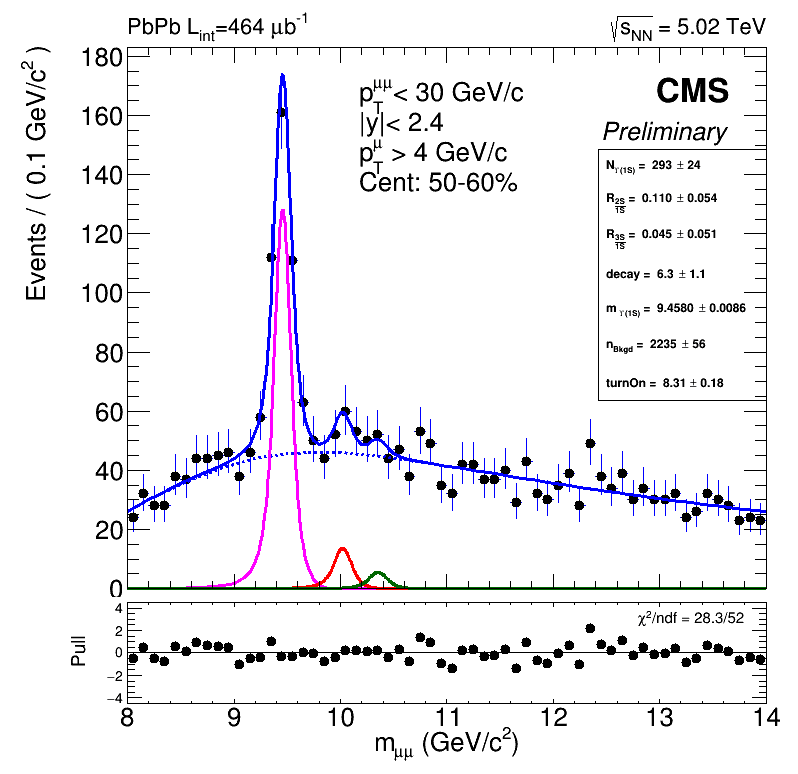 PbPb L_int=464 μb⁻¹
√s_NN = 5.02 TeV
Events / ( 0.1 GeV/c² )
180
160
140
120
100
80
60
40
20
0
p_T^μμ < 30 GeV/c
|y|< 2.4
p_T^μ > 4 GeV/c
Cent: 50-60%
CMS
Preliminary
N_ϒ(1S) = 293 ± 24
R_2S/1S = 0.110 ± 0.054
R_3S/1S = 0.045 ± 0.051
decay = 6.3 ± 1.1
m_ϒ(1S) = 9.4580 ± 0.0086
n_Bkgd = 2235 ± 56
turnOn = 8.31 ± 0.18
Pull
4
2
0
−2
−4
χ²/ndf = 28.3/52
8 9 10 11 12 13 14
m_μμ (GeV/c²)